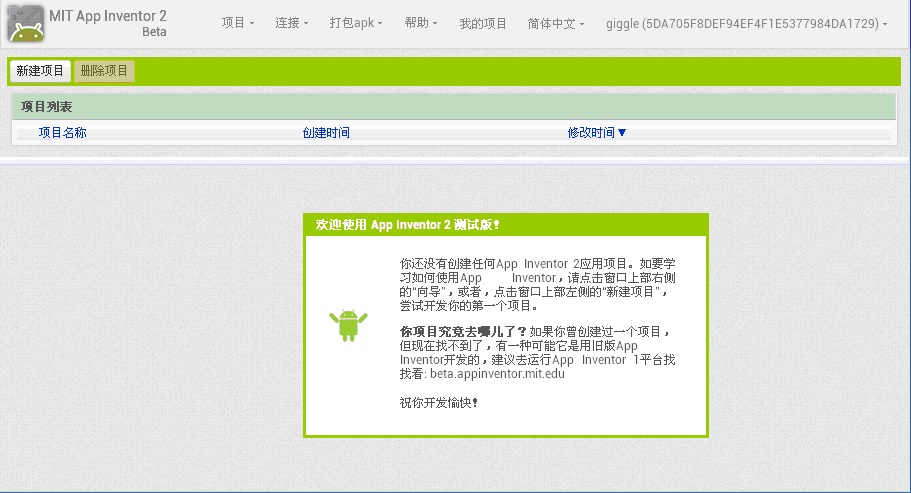 MIT App Inventor 2
Beta
项目 连接 打包apk 帮助 我的项目 简体中文 giggle (5DA705F8DEF94EF4F1E5377984DA1729)
新建项目 删除项目
项目列表
项目名称 创建时间 修改时间▼
欢迎使用 App Inventor 2 测试版！
你还没有创建任何App Inventor 2应用项目。如要学
习如何使用App Inventor，请点击窗口上部右侧
的“向导”，或者，点击窗口上部左侧的“新建项目”，
尝试开发你的第一个项目。
你项目究竟去哪儿了？如果你曾创建过一个项目，
但现在找不到了，有一种可能它是用旧版App
Inventor开发的，建议去运行App Inventor 1平台找
找看: beta.appinventor.mit.edu
祝你开发愉快！